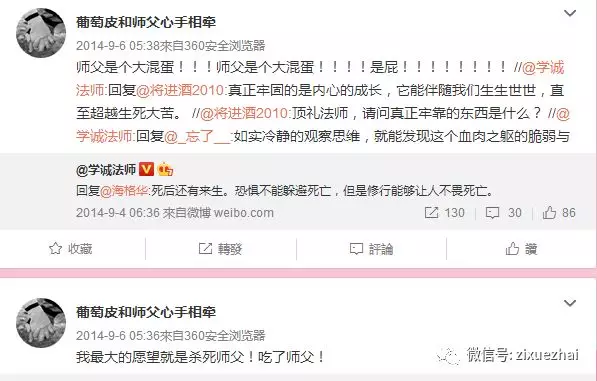 葡萄皮和师父心手相牵
2014-9-6 05:38來自360安全浏览器
师父是个大混蛋！！！师父是个大混蛋！！！！是屁！！！！！！！！ //@学诚
法师:回复@将进酒2010:真正牢固的是内心的成长，它能伴随我们生生世世，直
至超越生死大苦。 //@将进酒2010:顶礼法师，请问真正牢靠的东西是什么？ //@
学诚法师:回复@_忘了__:如实冷静的观察思维，就能发现这个血肉之躯的脆弱与
@学诚法师 V
回复@海格华:死后还有来生。恐惧不能躲避死亡，但是修行能够让人不畏死亡。
2014-9-4 06:36 來自微博 weibo.com 130 30 86
收藏 轉發 評論 讚
葡萄皮和师父心手相牵
2014-9-6 05:36來自360安全浏览器
我最大的愿望就是杀死师父！吃了师父！
微信号: zixuezhai